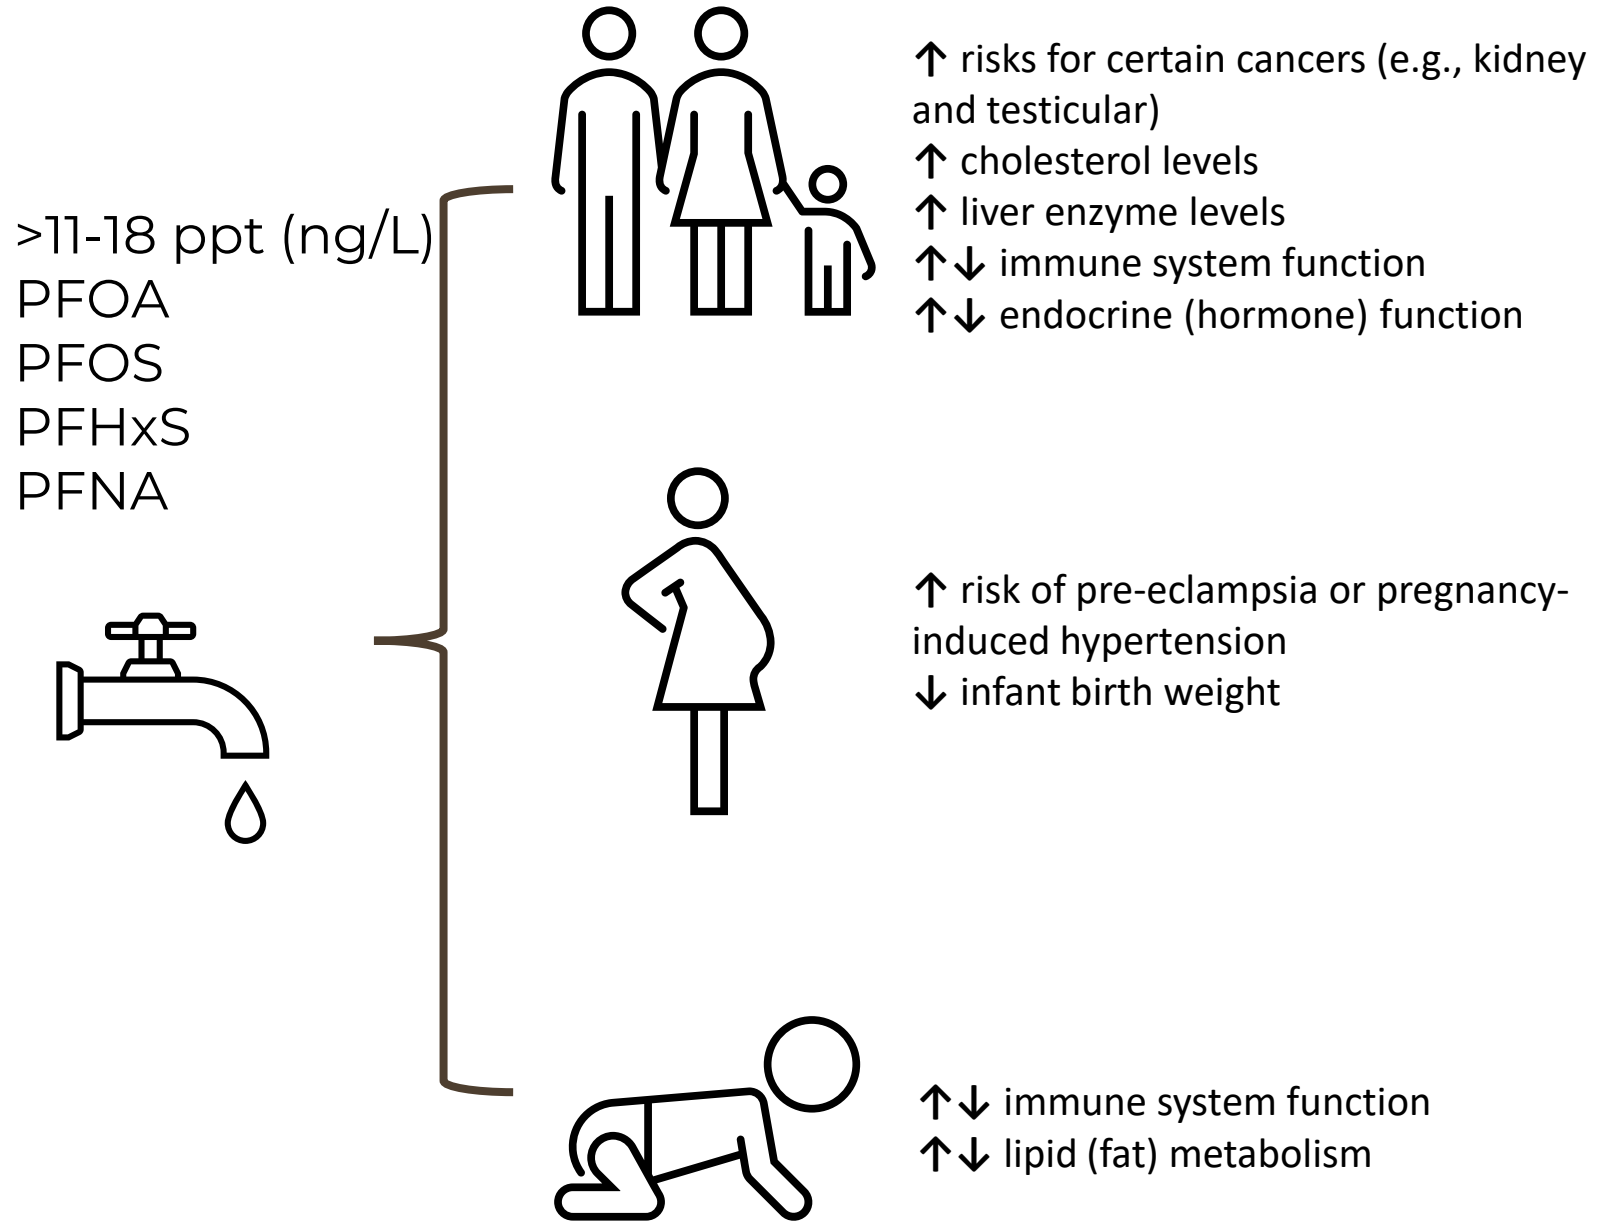 >11-18 ppt (ng/L)
PFOA
PFOS
PFHxS
PFNA
↑ risks for certain cancers (e.g., kidney
and testicular)
↑ cholesterol levels
↑ liver enzyme levels
↑↓ immune system function
↑↓ endocrine (hormone) function
↑ risk of pre-eclampsia or pregnancy-
induced hypertension
↓ infant birth weight
↑↓ immune system function
↑↓ lipid (fat) metabolism